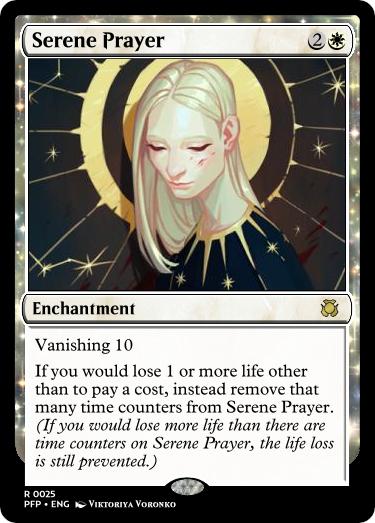 Serene Prayer 2
Enchantment
Vanishing 10
If you would lose 1 or more life other
than to pay a cost, instead remove that
many time counters from Serene Prayer.
(If you would lose more life than there are
time counters on Serene Prayer, the life loss
is still prevented.)
R 0025
PFP • ENG Viktoriya Voronko